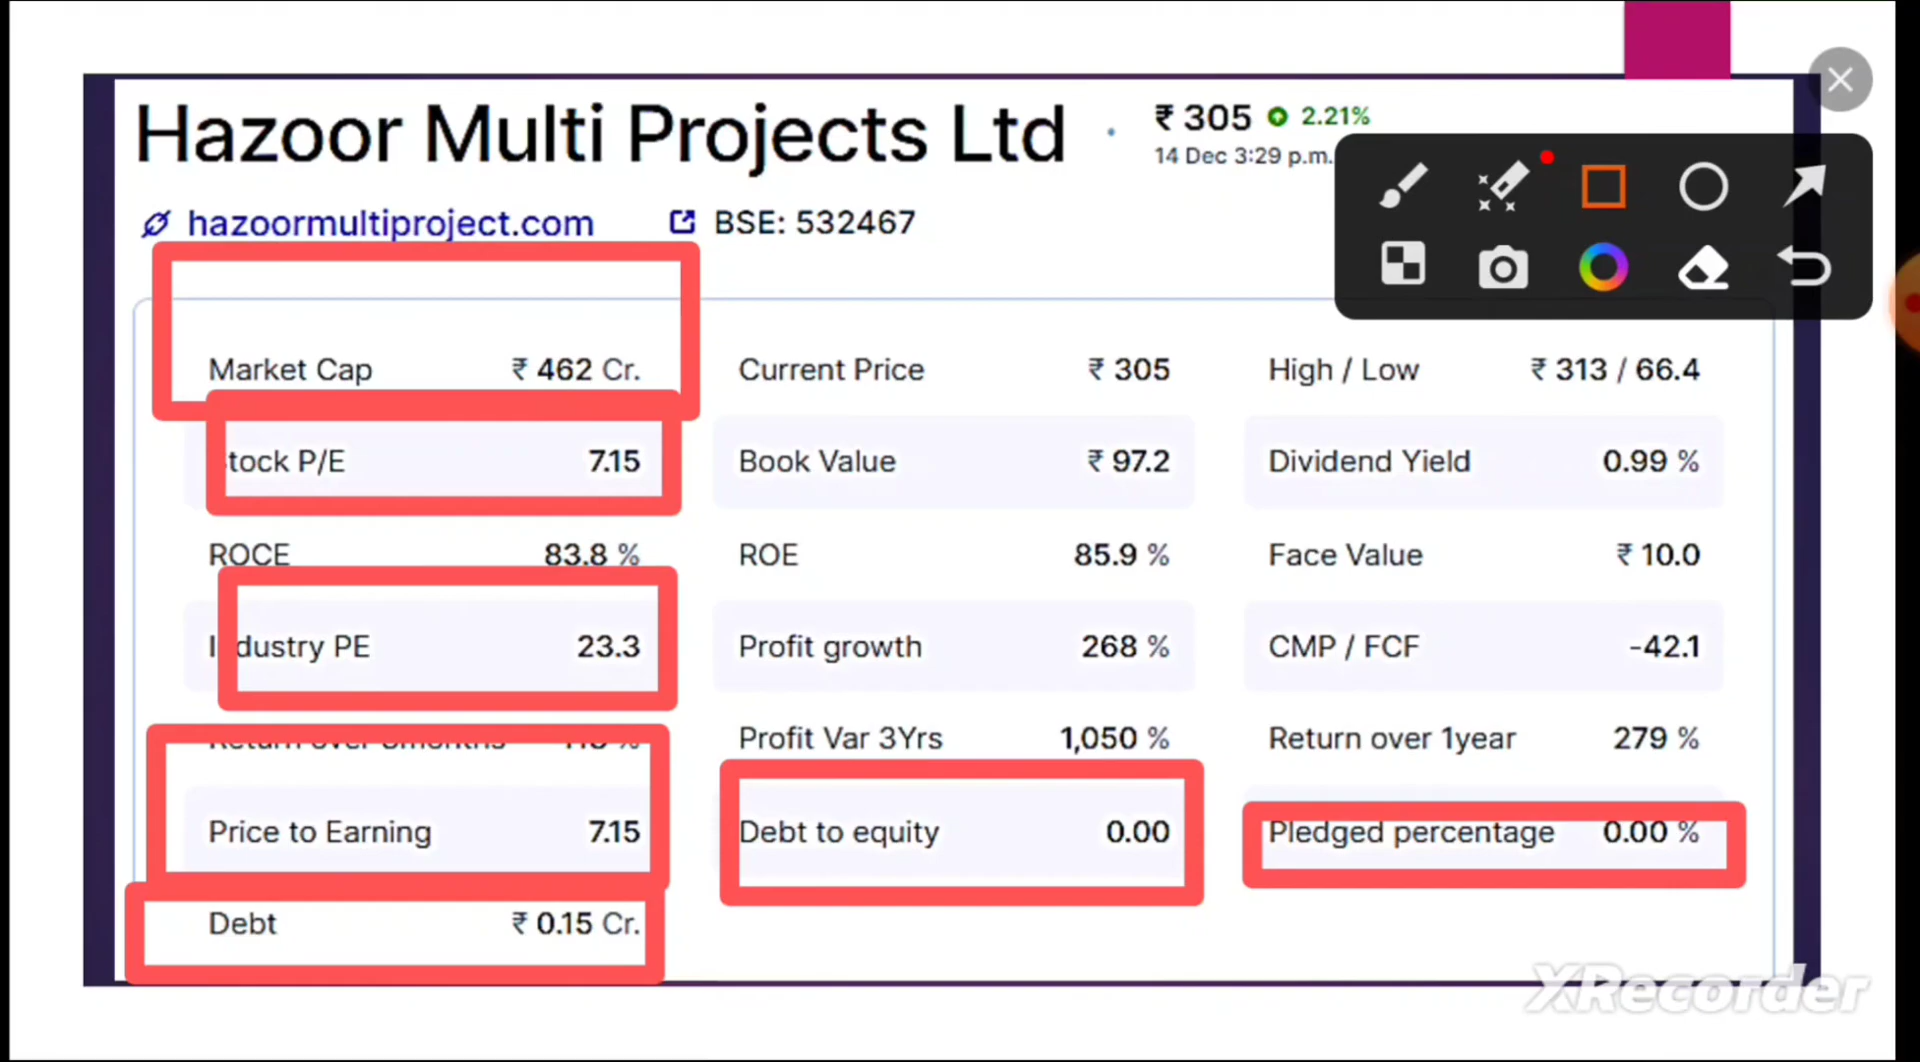 Hazoor Multi Projects Ltd
₹ 305 2.21%
14 Dec 3:29 p.m.
hazoormultiproject.com BSE: 532467
Market Cap ₹ 462 Cr. Current Price ₹ 305 High / Low ₹ 313 / 66.4
tock P/E 7.15 Book Value ₹ 97.2 Dividend Yield 0.99 %
ROCE 83.8 % ROE 85.9 % Face Value ₹ 10.0
I dustry PE 23.3 Profit growth 268 % CMP / FCF -42.1
Return over Profit Var 3Yrs 1,050 % Return over 1year 279 %
Price to Earning 7.15 Debt to equity 0.00 Pledged percentage 0.00 %
Debt ₹ 0.15 Cr.
XRecorder